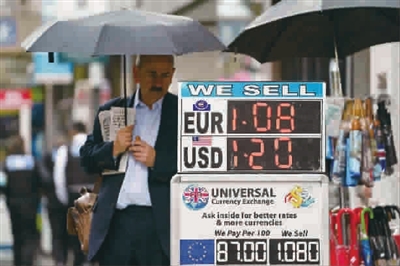 WE SELL
EUR 1.08
USD 1.20
UNIVERSAL
Currency Exchange
Ask inside for better rates
& more currencies
We Pay Per 100 We Sell
87.00 1.080